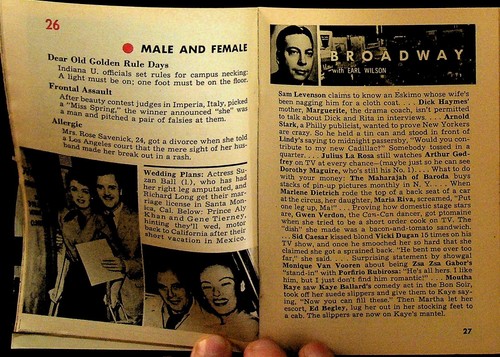 26
MALE AND FEMALE
Dear Old Golden Rule Days
Indiana U. officials set rules for campus necking:
A light must be on; one foot must be on the floor.
Frontal Assault
After beauty contest judges in Imperia, Italy, picked
a "Miss Spring," the winner announced "she" was
a man and pitched a pair of falsies at them.
Allergic
Mrs. Rose Savenick, 24, got a divorce when she told
a Los Angeles court that the mere sight of her hus-
band made her break out in a rash.
Wedding Plans: Actress Su-
zan Ball (l.), who has had
her right leg amputated, and
Richard Long get their mar-
riage license in Santa Mon-
ica, Cal. Below: Prince Aly
Khan and Gene Tierney,
saying they'll wed, motor
back to California after their
short vacation in Mexico.
BROADWAY
with EARL WILSON
Sam Levenson claims to know an Eskimo whose wife's
been nagging him for a cloth coat. . . . Dick Haymes'
mother, Marguerite, the drama coach, isn't permitted
to talk about Dick and Rita in interviews. . . . Arnold
Stark, a Philly publicist, wanted to prove New Yorkers
are crazy. So he held a tin can and stood in front of
Lindy's saying to midnight passersby, "Would you con-
tribute to my new Cadillac?" Somebody tossed in a
quarter. . . . Julius La Rosa still watches Arthur God-
frey on TV at every chance—(maybe just so he can see
Dorothy Maguire, who's still his No. 1). . . . What to do
with your money: The Maharajah of Baroda buys
stacks of pin-up pictures monthly in N. Y. . . . When
Marlene Dietrich rode the top of a back seat of a car
at the circus, her daughter, Maria Riva, screamed, "Put
one leg up, Ma!" . . . Proving how domestic stage stars
are, Gwen Verdon, the Can-Can dancer, got ptomaine
when she tried to be a short order cook on TV. The
"dish" she made was a bacon-and-tomato sandwich.
. . . Sid Caesar kissed blond Vicki Dugan 15 times on his
TV show, and once he smooched her so hard that she
claimed she got a sprained back. "He bent me over too
far," she said. . . . Surprising statement by showgal
Monique Van Vooren about being Zsa Zsa Gabor's
"stand-in" with Porfirio Rubirosa: "He's all hers. I like
him, but I just don't find him romantic!" . . . Martha
Raye saw Kaye Ballard's comedy act in the Bon Soir,
took off her suede slippers and give them to Kaye say-
ing, "Now you can fill these." Then Martha let her
escort, Ed Begley, lug her out in her stocking feet to
a cab. The slippers are now on Kaye's mantel.
27